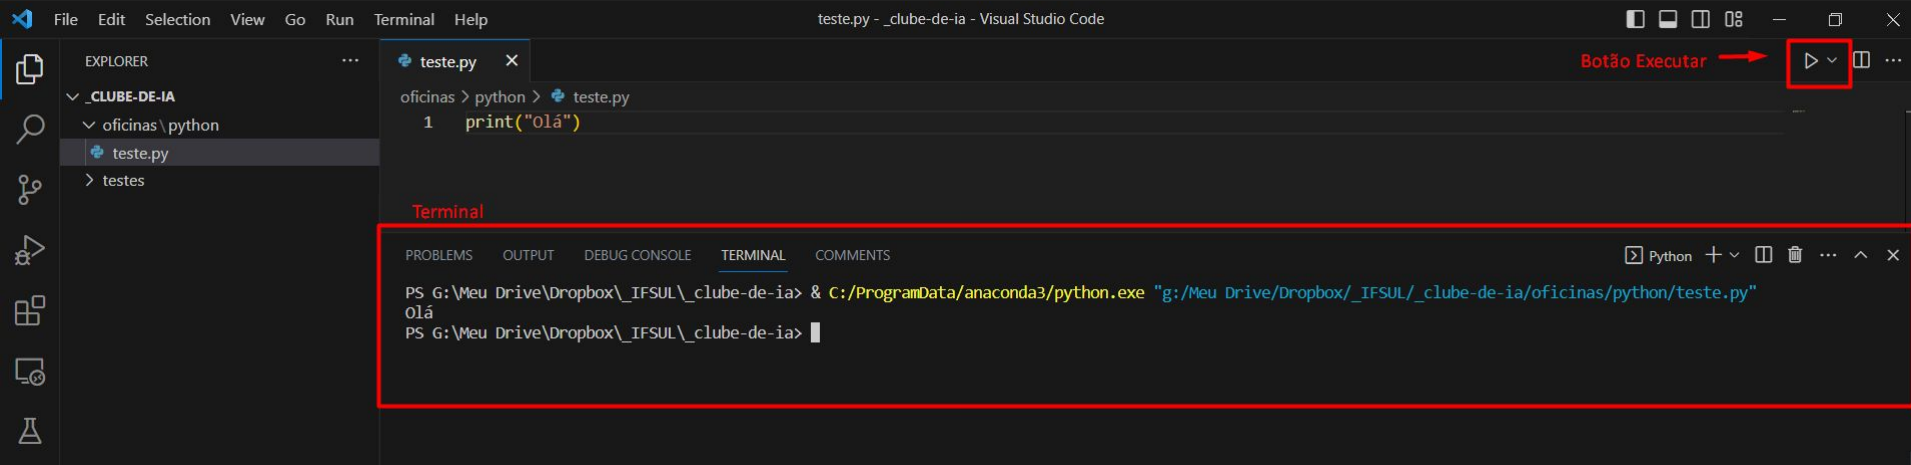 File Edit Selection View Go Run Terminal Help
teste.py - _clube-de-ia - Visual Studio Code
EXPLORER
_CLUBE-DE-IA
oficinas\python
teste.py
testes
teste.py
Botão Executar
oficinas > python > teste.py
1 print("Olá")
Terminal
PROBLEMS OUTPUT DEBUG CONSOLE TERMINAL COMMENTS
Python
PS G:\Meu Drive\Dropbox\_IFSUL\_clube-de-ia> & C:/ProgramData/anaconda3/python.exe "g:/Meu Drive/Dropbox/_IFSUL/_clube-de-ia/oficinas/python/teste.py"
Olá
PS G:\Meu Drive\Dropbox\_IFSUL\_clube-de-ia>